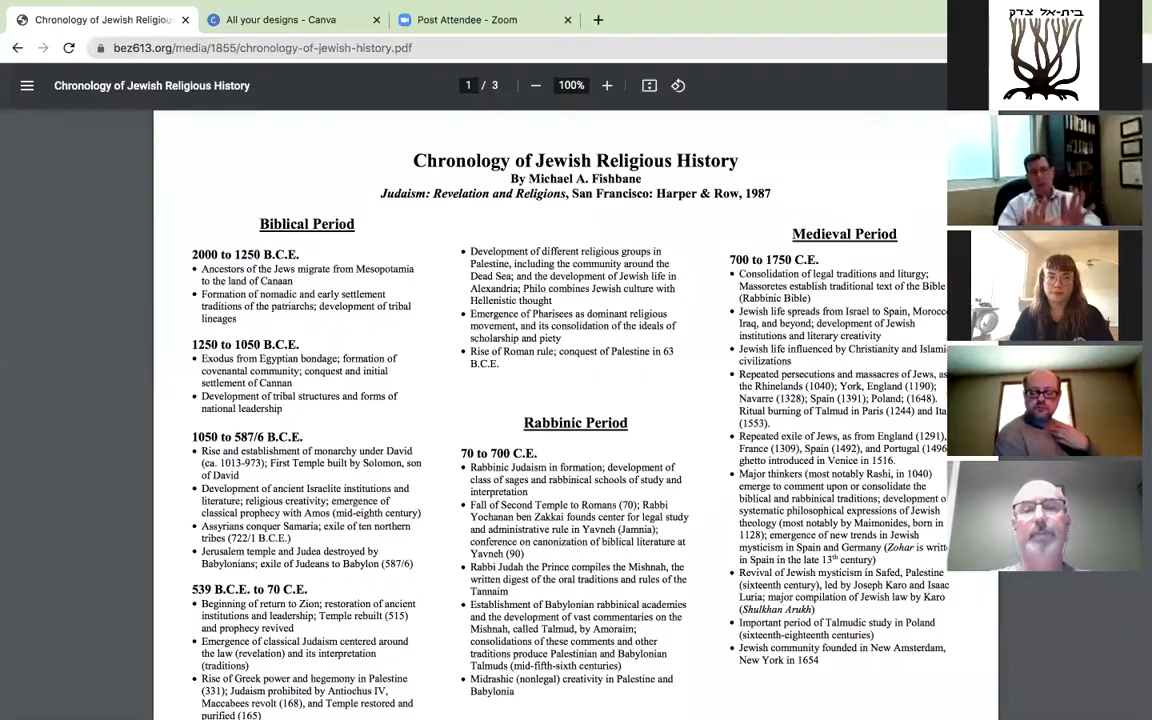 Chronology of Jewish Religious
All your designs - Canva
Post Attendee - Zoom
bez613.org/media/1855/chronology-of-jewish-history.pdf
Chronology of Jewish Religious History
1 / 3
100%
בית-אל צדק
Chronology of Jewish Religious History
By Michael A. Fishbane
Judaism: Revelation and Religions, San Francisco: Harper & Row, 1987
Biblical Period
2000 to 1250 B.C.E.
• Ancestors of the Jews migrate from Mesopotamia
to the land of Canaan
• Formation of nomadic and early settlement
traditions of the patriarchs; development of tribal
lineages
1250 to 1050 B.C.E.
• Exodus from Egyptian bondage; formation of
covenantal community; conquest and initial
settlement of Cannan
• Development of tribal structures and forms of
national leadership
1050 to 587/6 B.C.E.
• Rise and establishment of monarchy under David
(ca. 1013-973); First Temple built by Solomon, son
of David
• Development of ancient Israelite institutions and
literature; religious creativity; emergence of
classical prophecy with Amos (mid-eighth century)
• Assyrians conquer Samaria; exile of ten northern
tribes (722/1 B.C.E.)
• Jerusalem temple and Judea destroyed by
Babylonians; exile of Judeans to Babylon (587/6)
539 B.C.E. to 70 C.E.
• Beginning of return to Zion; restoration of ancient
institutions and leadership; Temple rebuilt (515)
and prophecy revived
• Emergence of classical Judaism centered around
the law (revelation) and its interpretation
(traditions)
• Rise of Greek power and hegemony in Palestine
(331); Judaism prohibited by Antiochus IV,
Maccabees revolt (168), and Temple restored and
purified (165)
• Development of different religious groups in
Palestine, including the community around the
Dead Sea; and the development of Jewish life in
Alexandria; Philo combines Jewish culture with
Hellenistic thought
• Emergence of Pharisees as dominant religious
movement, and its consolidation of the ideals of
scholarship and piety
• Rise of Roman rule; conquest of Palestine in 63
B.C.E.
Rabbinic Period
70 to 700 C.E.
• Rabbinic Judaism in formation; development of
class of sages and rabbinical schools of study and
interpretation
• Fall of Second Temple to Romans (70); Rabbi
Yochanan ben Zakkai founds center for legal study
and administrative rule in Yavneh (Jamnia);
conference on canonization of biblical literature at
Yavneh (90)
• Rabbi Judah the Prince compiles the Mishnah, the
written digest of the oral traditions and rules of the
Tannaim
• Establishment of Babylonian rabbinical academies
and the development of vast commentaries on the
Mishnah, called Talmud, by Amoraim;
consolidations of these comments and other
traditions produce Palestinian and Babylonian
Talmuds (mid-fifth-sixth centuries)
• Midrashic (nonlegal) creativity in Palestine and
Babylonia
Medieval Period
700 to 1750 C.E.
• Consolidation of legal traditions and liturgy;
Massoretes establish traditional text of the Bible
(Rabbinic Bible)
• Jewish life spreads from Israel to Spain, Morocc
Iraq, and beyond; development of Jewish
institutions and literary creativity
• Jewish life influenced by Christianity and Islami
civilizations
• Repeated persecutions and massacres of Jews, as
the Rhinelands (1040); York, England (1190);
Navarre (1328); Spain (1391); Poland; (1648).
Ritual burning of Talmud in Paris (1244) and Ita
(1553).
• Repeated exile of Jews, as from England (1291),
France (1309), Spain (1492), and Portugal (1496
ghetto introduced in Venice in 1516.
• Major thinkers (most notably Rashi, in 1040)
emerge to comment upon or consolidate the
biblical and rabbinical traditions; development o
systematic philosophical expressions of Jewish
theology (most notably by Maimonides, born in
1128); emergence of new trends in Jewish
mysticism in Spain and Germany (Zohar is writt
in Spain in the late 13th century)
• Revival of Jewish mysticism in Safed, Palestine
(sixteenth century), led by Joseph Karo and Isaac
Luria; major compilation of Jewish law by Karo
(Shulkhan Arukh)
• Important period of Talmudic study in Poland
(sixteenth-eighteenth centuries)
• Jewish community founded in New Amsterdam,
New York in 1654